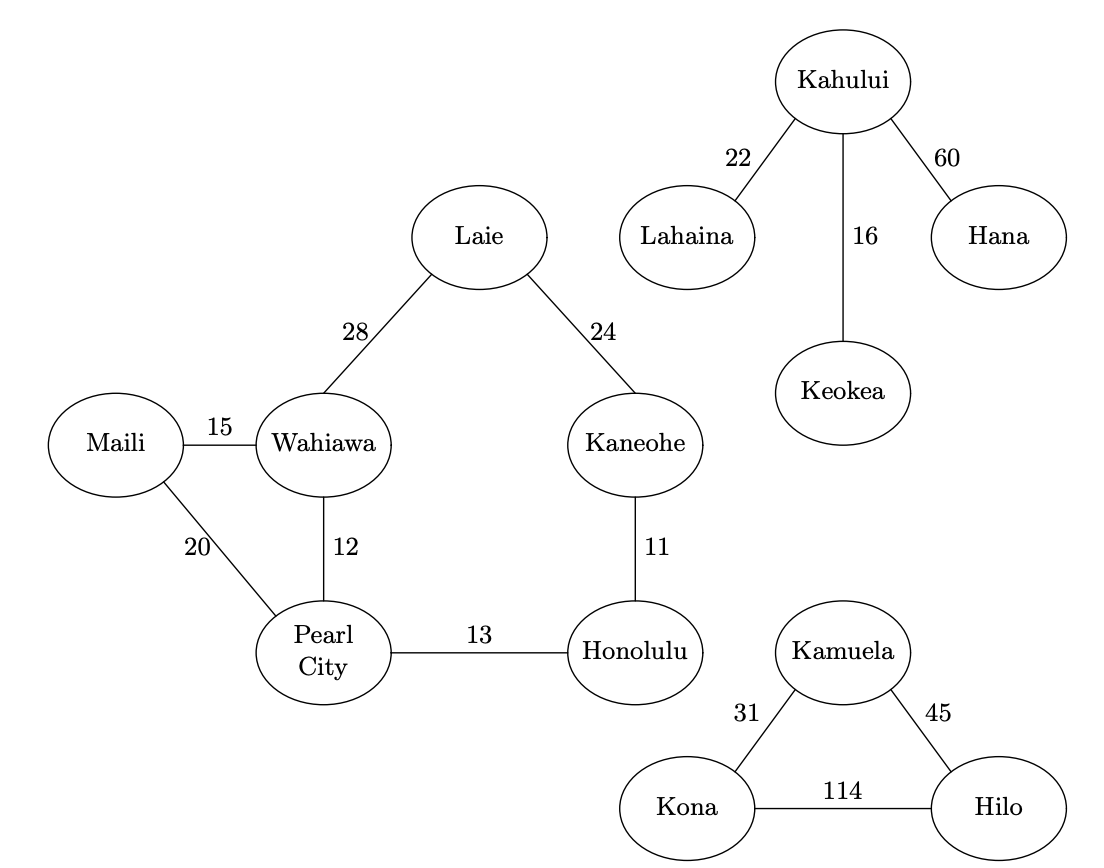 Kahului
22
60
Laie
Lahaina
16
Hana
28
24
Keokea
15
Maili
Wahiawa
Kaneohe
20
12
11
Pearl
City
13
Honolulu
Kamuela
31
45
114
Kona
Hilo